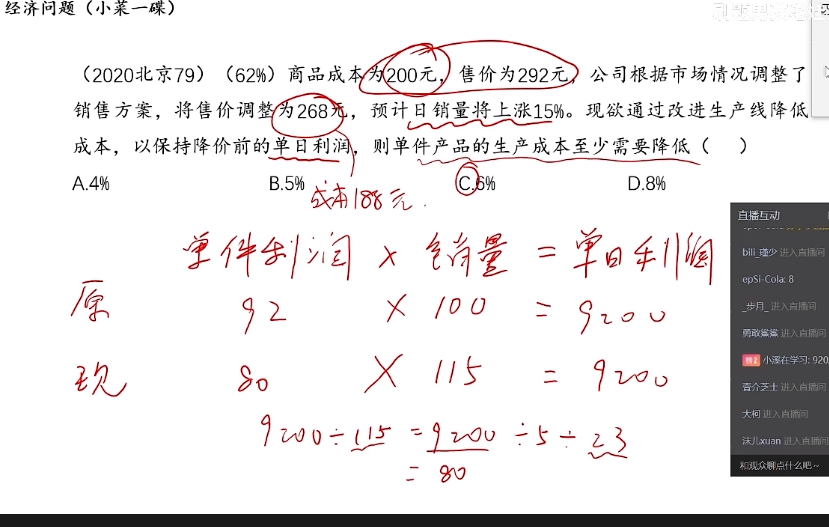 经济问题（小菜一碟）
（2020北京79）（62%）商品成本为200元，售价为292元，公司根据市场情况调整了
销售方案，将售价调整为268元，预计日销量将上涨15%。现欲通过改进生产线降低
成本，以保持降价前的单日利润，则单件产品的生产成本至少需要降低（ ）
A.4% B.5% C.6% D.8%
成本188元.
单件利润 × 销量 = 单日利润
原 92 × 100 = 9200
现 80 × 115 = 9200
9200÷115 = 9200 ÷5÷23
= 80
直播互动
bili_瑾少 进入直播间
epSi-Cola: 8
_步月_ 进入直播间
勇敢鲨鲨 进入直播间
小溪在学习: 920
晋介芝士 进入直播间
大柯 进入直播间
沫儿xuan 进入直播间
和观众聊点什么吧~